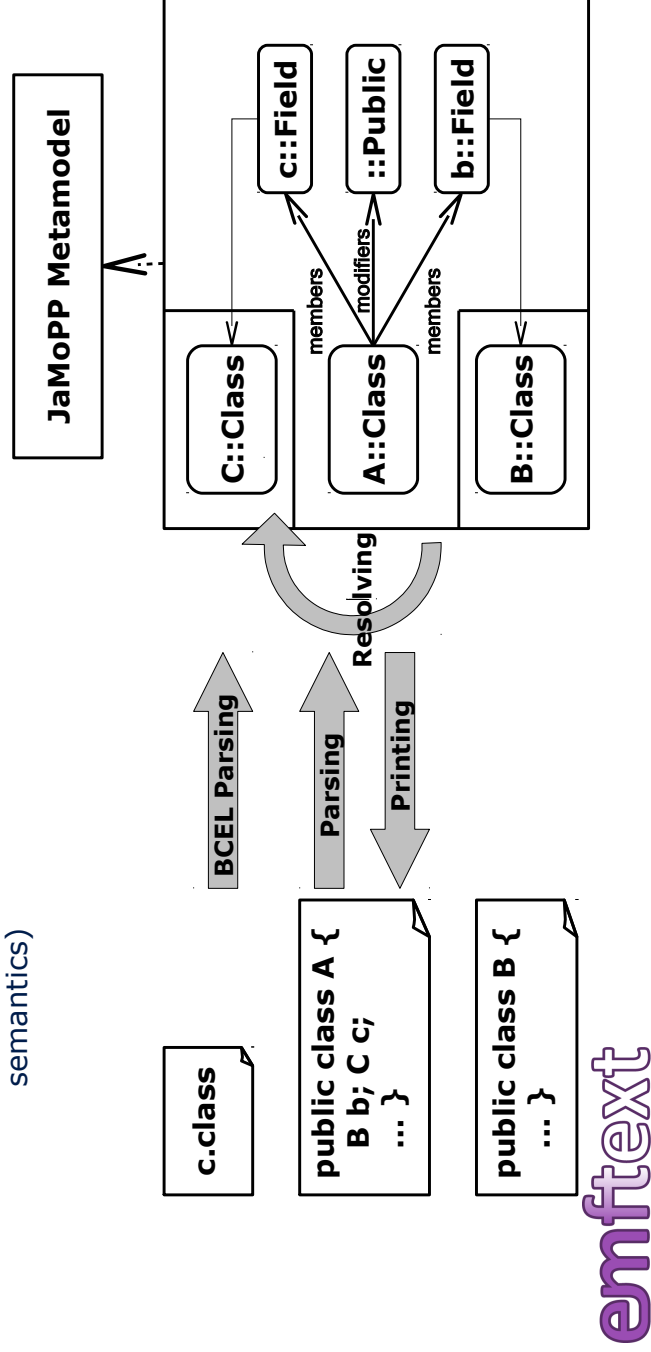 semantics)
c.class
public class A {
B b; C c;
... }
public class B {
... }
BCEL Parsing
Parsing
Printing
Resolving
JaMoPP Metamodel
C::Class
A::Class
B::Class
members
modifiers
members
c::Field
::Public
b::Field
emftext